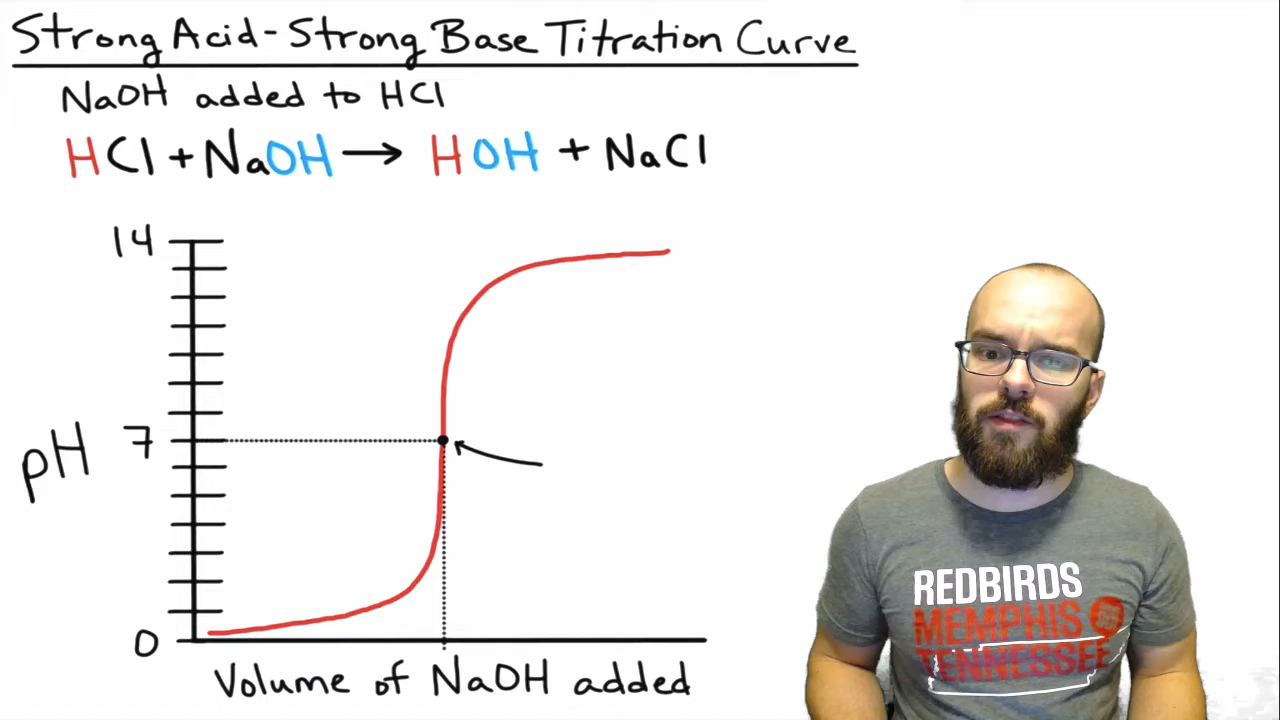 Strong Acid-Strong Base Titration Curve
NaOH added to HCl
HCl + NaOH → HOH + NaCl
14
7
pH
0
Volume of NaOH added
REDBIRDS
MEMPHIS
TENNESSEE